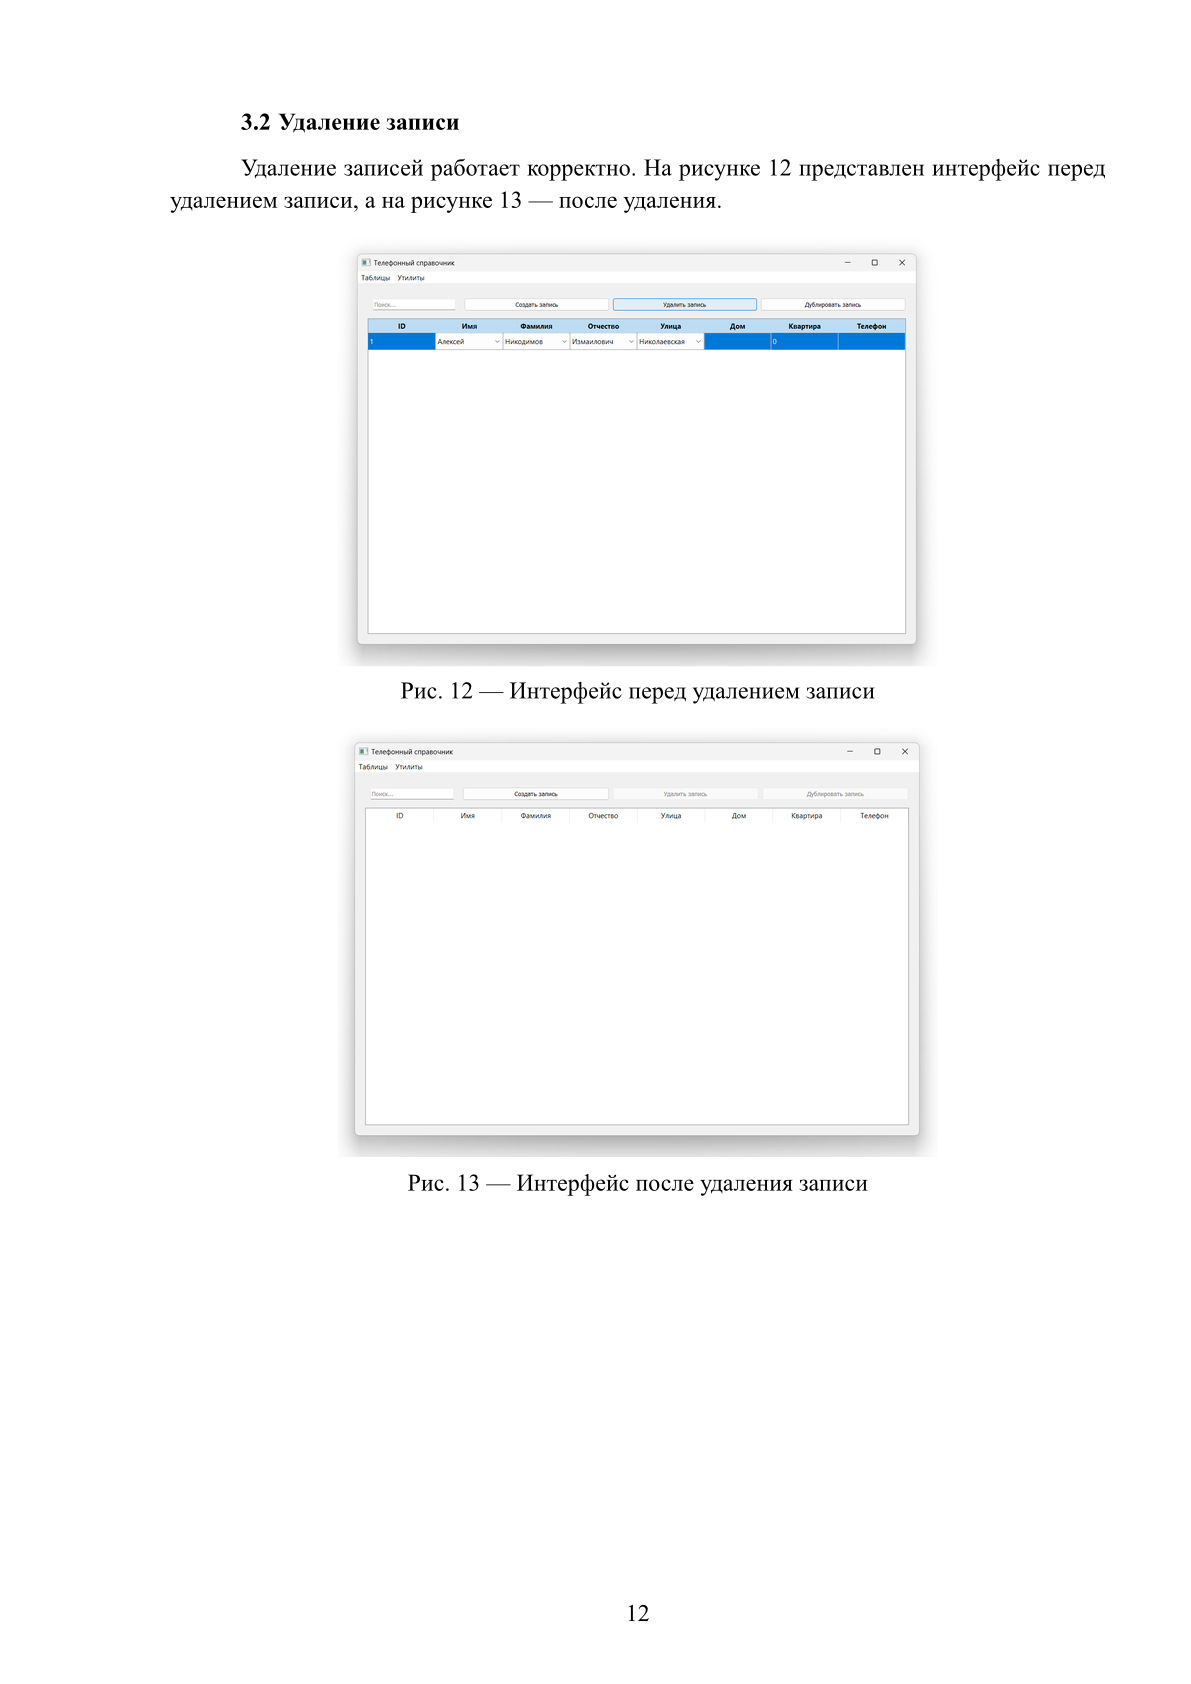 3.2 Удаление записи
Удаление записей работает корректно. На рисунке 12 представлен интерфейс перед
удалением записи, а на рисунке 13 — после удаления.
Телефонный справочник
Таблицы Утилиты
Поиск... Создать запись Удалить запись Дублировать запись
ID Имя Фамилия Отчество Улица Дом Квартира Телефон
1 Алексей Никодимов Измаилович Николаевская 0
Рис. 12 — Интерфейс перед удалением записи
Телефонный справочник
Таблицы Утилиты
Поиск... Создать запись Удалить запись Дублировать запись
ID Имя Фамилия Отчество Улица Дом Квартира Телефон
Рис. 13 — Интерфейс после удаления записи
12